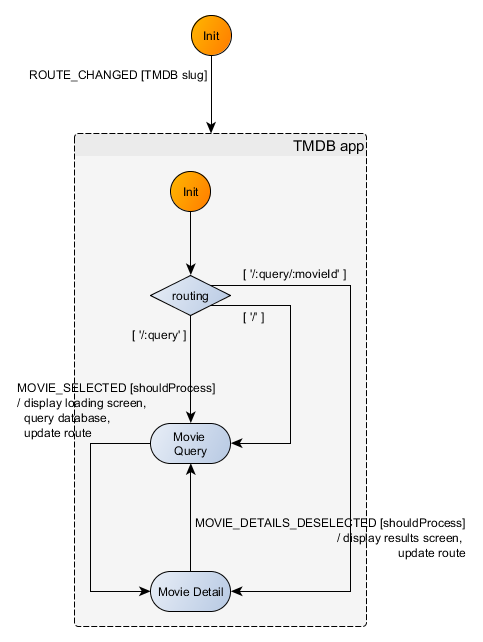 Init
ROUTE_CHANGED [TMDB slug]
TMDB app
Init
[ '/:query/:movieId' ]
routing
[ '/' ]
[ '/:query' ]
MOVIE_SELECTED [shouldProcess]
/ display loading screen,
query database,
update route
Movie
Query
MOVIE_DETAILS_DESELECTED [shouldProcess]
/ display results screen,
update route
Movie Detail